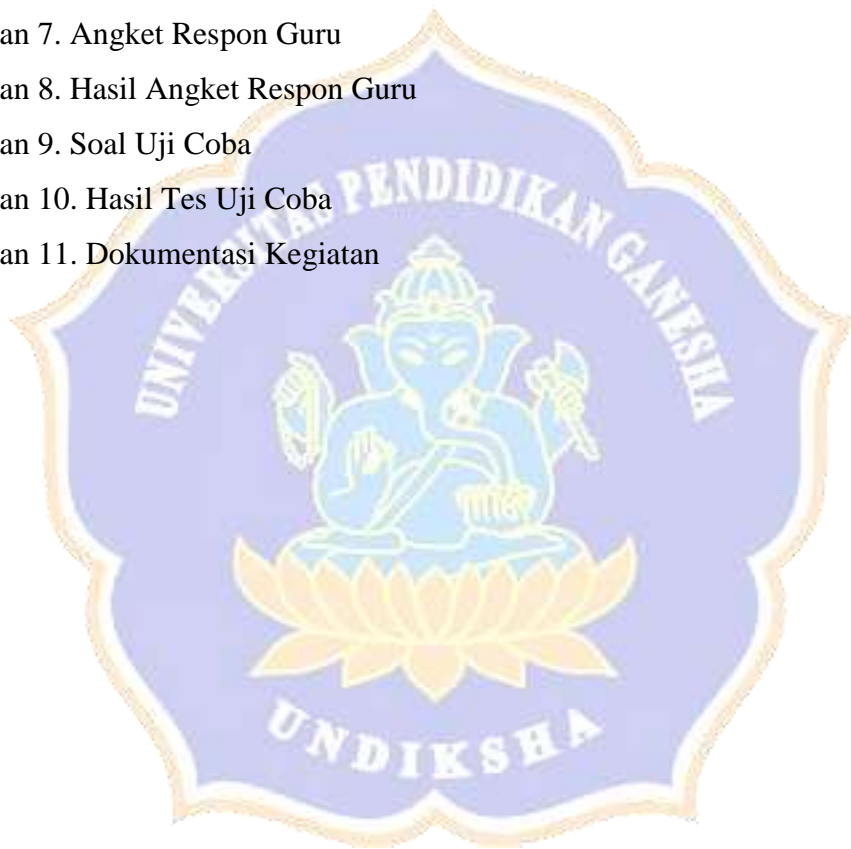 an 7. Angket Respon Guru
an 8. Hasil Angket Respon Guru
an 9. Soal Uji Coba
an 10. Hasil Tes Uji Coba
an 11. Dokumentasi Kegiatan
UNIVERSITAS PENDIDIKAN GANESHA
UNDIKSHA